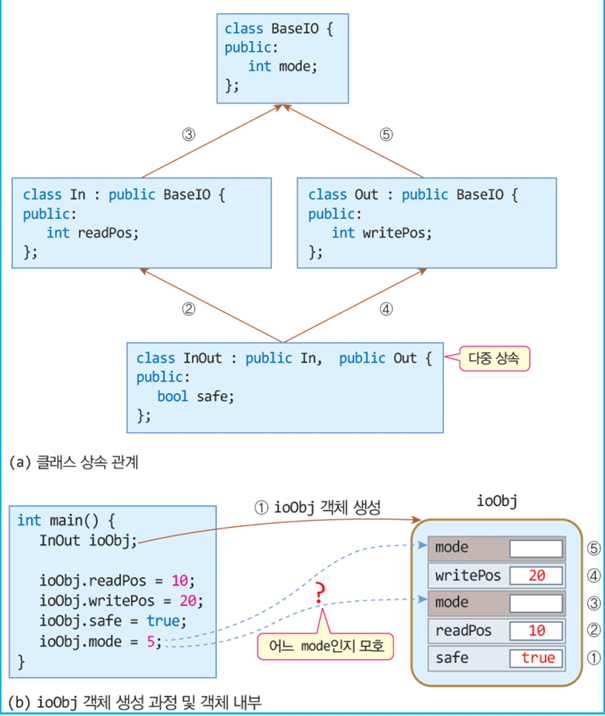 class BaseIO {
public:
int mode;
};
③
⑤
class In : public BaseIO {
public:
int readPos;
};
class Out : public BaseIO {
public:
int writePos;
};
②
④
class InOut : public In, public Out {
public:
bool safe;
};
다중 상속
(a) 클래스 상속 관계
int main() {
InOut ioObj;
ioObj.readPos = 10;
ioObj.writePos = 20;
ioObj.safe = true;
ioObj.mode = 5;
}
① ioObj 객체 생성
?
어느 mode인지 모호
ioObj
mode ⑤
writePos 20 ④
mode ③
readPos 10 ②
safe true ①
(b) ioObj 객체 생성 과정 및 객체 내부